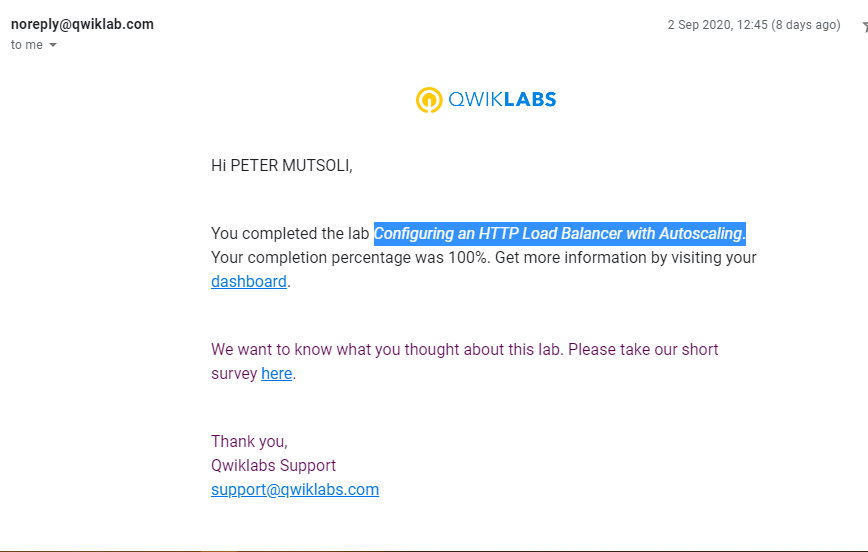 noreply@qwiklab.com
2 Sep 2020, 12:45 (8 days ago)
to me
QWIKLABS
Hi PETER MUTSOLI,
You completed the lab Configuring an HTTP Load Balancer with Autoscaling.
Your completion percentage was 100%. Get more information by visiting your
dashboard.
We want to know what you thought about this lab. Please take our short
survey here.
Thank you,
Qwiklabs Support
support@qwiklabs.com